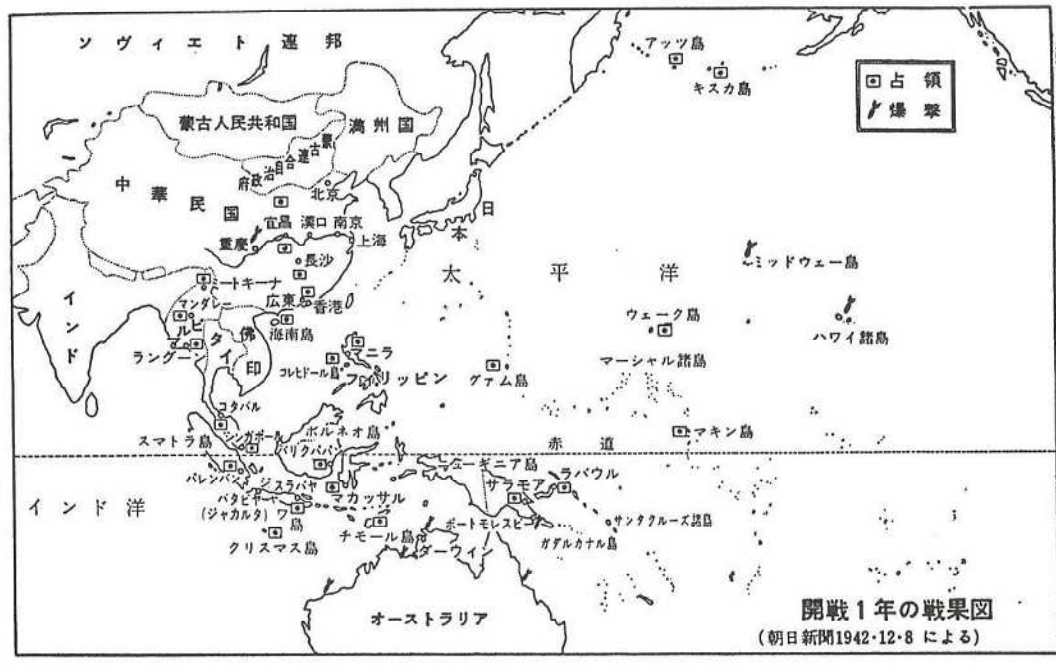 ソヴィエト連邦
アッツ島
キスカ島
占領
爆撃
蒙古人民共和国
満州国
蒙古連合自治政府
北京
中華民国
宜昌
漢口
南京
上海
重慶
長沙
広東
香港
海南島
日本
太平洋
ミッドウェー島
ハワイ諸島
ウェーク島
マーシャル諸島
グァム島
マキン島
インド
ミートキーナ
マンダレー
ビルマ
ラングーン
タイ
佛印
マニラ
コレヒドール島
フィリッピン
コタバル
シンガポール
スマトラ島
ボルネオ島
バリクパパン
赤道
パレンバン
スラバヤ
マカッサル
バタビヤ
(ジャカルタ)
ジャワ島
クリスマス島
チモール島
ダーウィン
ニューギニア島
サラモア
ラバウル
ポートモレスビー
ガダルカナル島
サンタクルーズ諸島
インド洋
オーストラリア
開戦1年の戦果図
(朝日新聞1942・12・8 による)